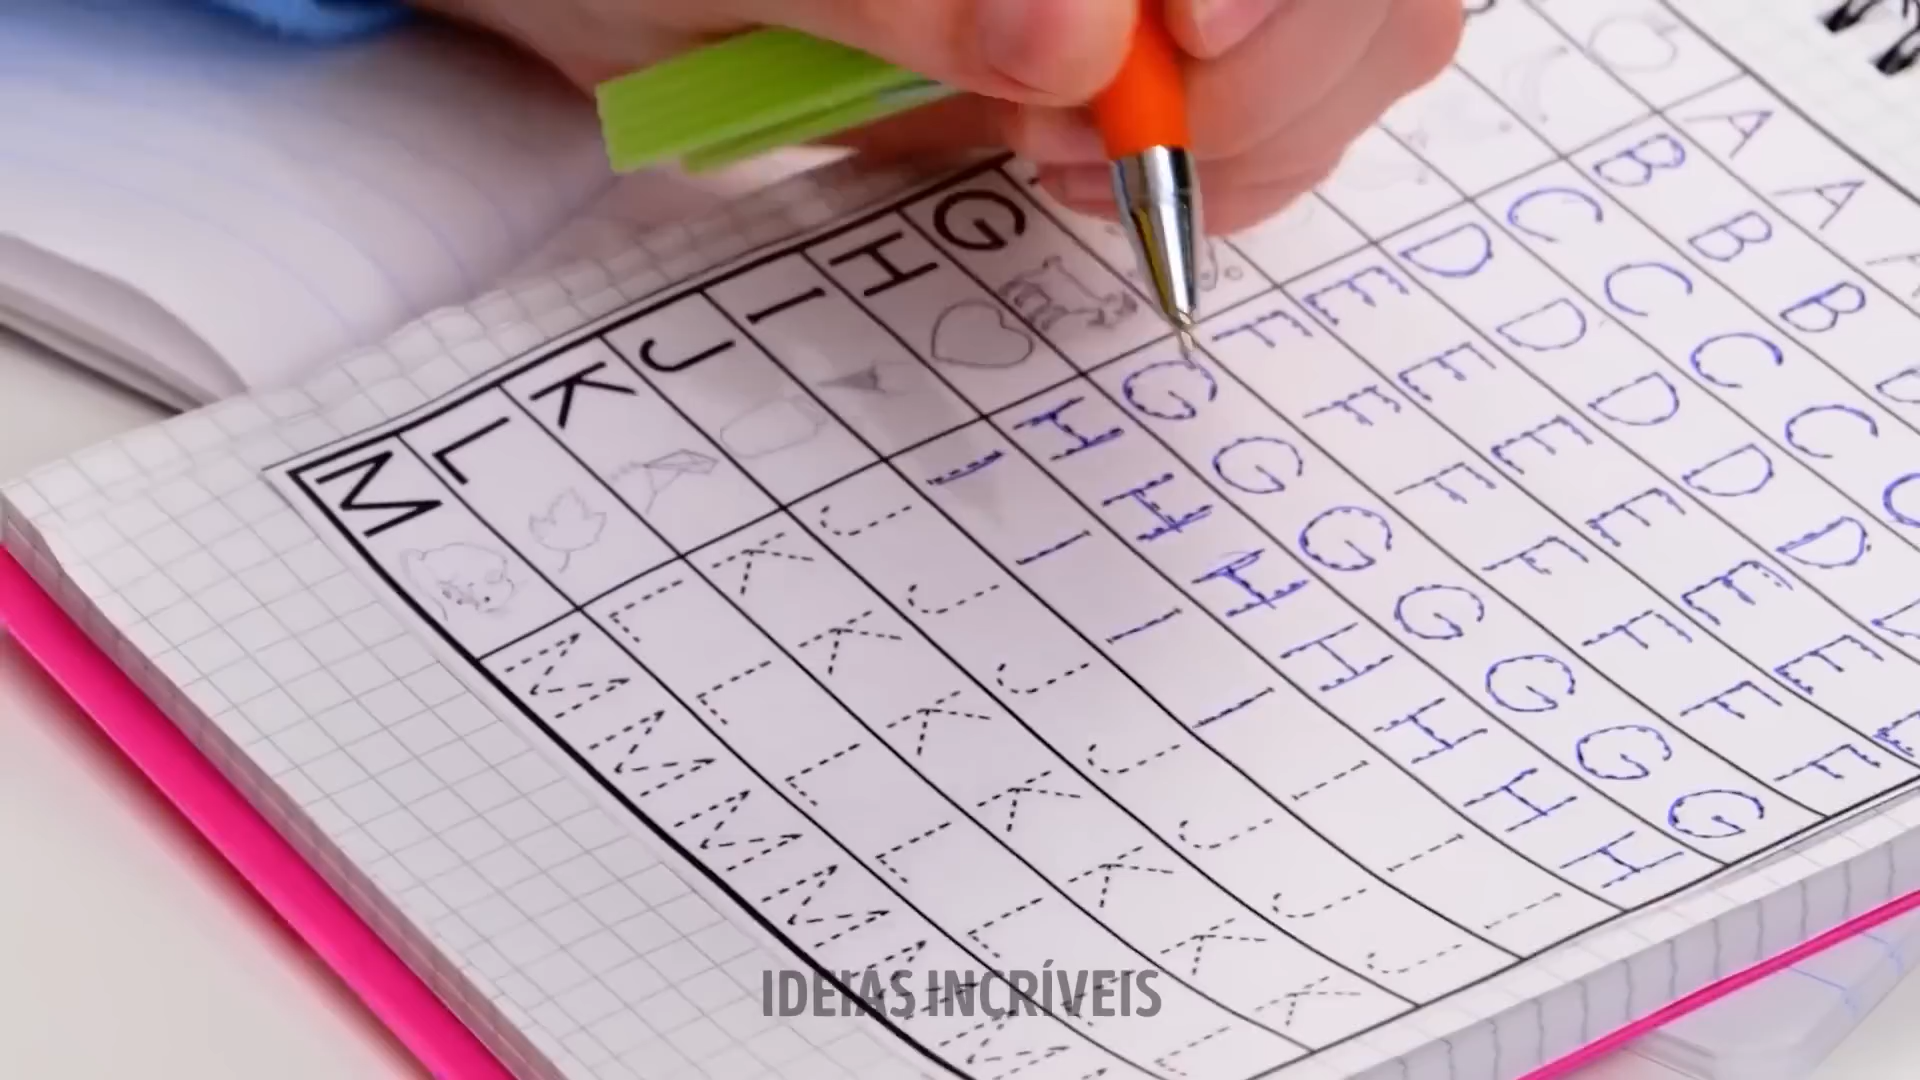 A A A
B B B B
C C C C C
D D D D D D
E E E E E E E
F F F F F F F
G G G G G G G G
H H H H H H H H
I I I I I I I I
J J J J J J J J
K K K K K K K K
L L L L L L L L
M M M M M M M
IDEIAS INCRÍVEIS